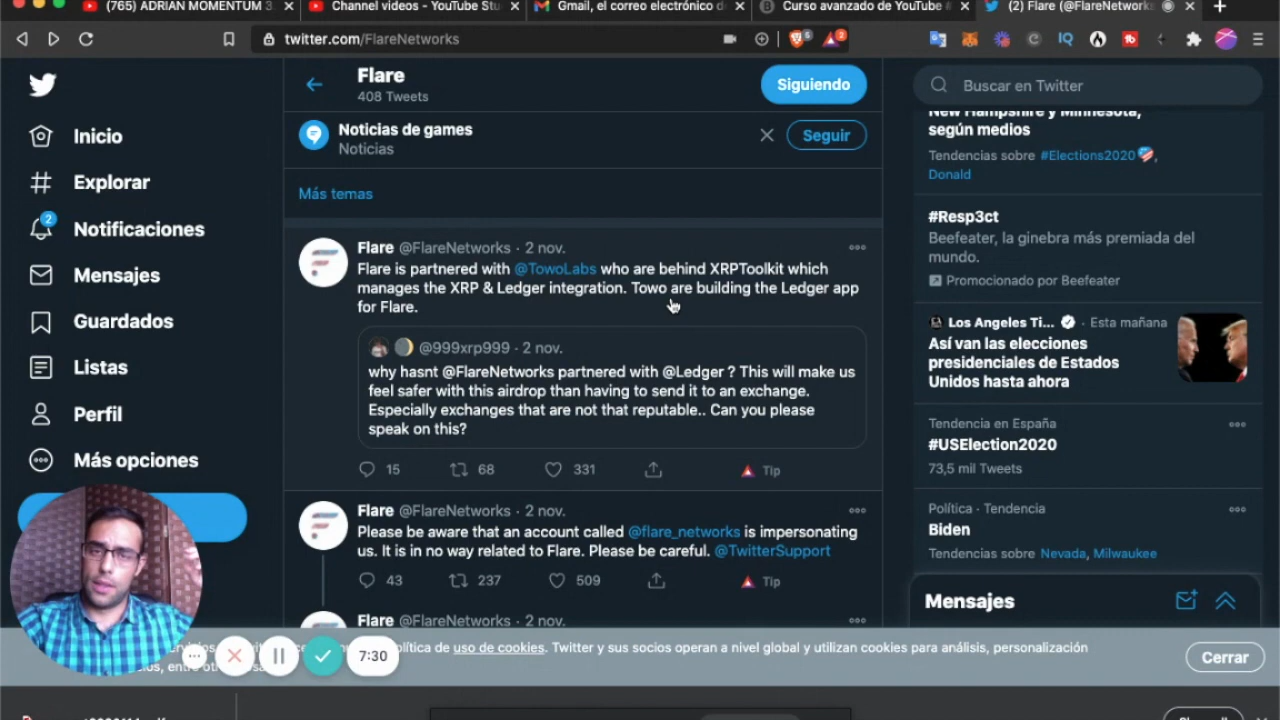 (765) ADRIAN MOMENTUM 3
Channel videos - YouTube Stu
Gmail, el correo electrónico d
Curso avanzado de YouTube
(2) Flare (@FlareNetworks
twitter.com/FlareNetworks
Flare
408 Tweets
Siguiendo
Buscar en Twitter
Noticias de games
Noticias
Seguir
Más temas
Inicio
Explorar
2
Notificaciones
Mensajes
Guardados
Listas
Perfil
Más opciones
Flare @FlareNetworks · 2 nov.
Flare is partnered with @TowoLabs who are behind XRPToolkit which
manages the XRP & Ledger integration. Towo are building the Ledger app
for Flare.
@999xrp999 · 2 nov.
why hasnt @FlareNetworks partnered with @Ledger ? This will make us
feel safer with this airdrop than having to send it to an exchange.
Especially exchanges that are not that reputable.. Can you please
speak on this?
15 68 331 Tip
Flare @FlareNetworks · 2 nov.
Please be aware that an account called @flare_networks is impersonating
us. It is in no way related to Flare. Please be careful. @TwitterSupport
43 237 509 Tip
Flare @FlareNetworks · 2 nov.
New Hampshire y Minnesota,
según medios
Tendencias sobre #Elections2020,
Donald
#Resp3ct
Beefeater, la ginebra más premiada del
mundo.
Promocionado por Beefeater
Los Angeles Ti... · Esta mañana
Así van las elecciones
presidenciales de Estados
Unidos hasta ahora
Tendencia en España
#USElection2020
73,5 mil Tweets
Política · Tendencia
Biden
Tendencias sobre Nevada, Milwaukee
Mensajes
política de uso de cookies. Twitter y sus socios operan a nivel global y utilizan cookies para análisis, personalización
Cerrar
7:30